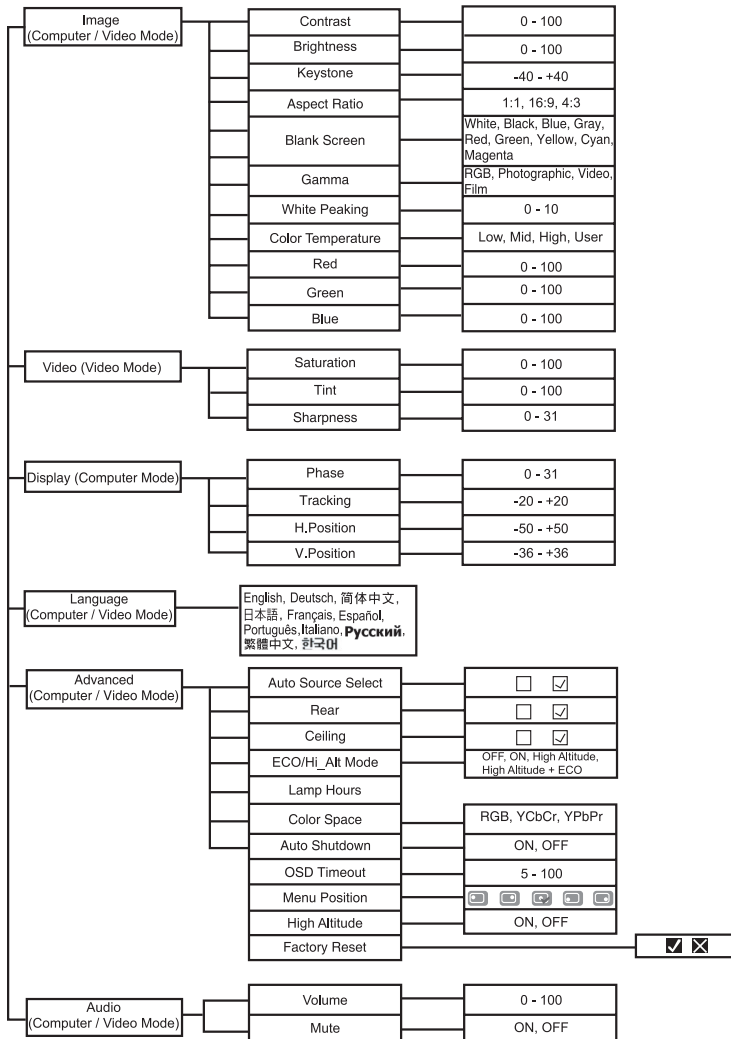 Image
(Computer / Video Mode)
Contrast
0 - 100
Brightness
0 - 100
Keystone
-40 - +40
Aspect Ratio
1:1, 16:9, 4:3
Blank Screen
White, Black, Blue, Gray,
Red, Green, Yellow, Cyan,
Magenta
Gamma
RGB, Photographic, Video,
Film
White Peaking
0 - 10
Color Temperature
Low, Mid, High, User
Red
0 - 100
Green
0 - 100
Blue
0 - 100
Video (Video Mode)
Saturation
0 - 100
Tint
0 - 100
Sharpness
0 - 31
Display (Computer Mode)
Phase
0 - 31
Tracking
-20 - +20
H.Position
-50 - +50
V.Position
-36 - +36
Language
(Computer / Video Mode)
English, Deutsch, 简体中文,
日本語, Français, Español,
Português, Italiano, Русский,
繁體中文, 한국어
Advanced
(Computer / Video Mode)
Auto Source Select
Rear
Ceiling
ECO/Hi_Alt Mode
OFF, ON, High Altitude,
High Altitude + ECO
Lamp Hours
Color Space
RGB, YCbCr, YPbPr
Auto Shutdown
ON, OFF
OSD Timeout
5 - 100
Menu Position
High Altitude
ON, OFF
Factory Reset
Audio
(Computer / Video Mode)
Volume
0 - 100
Mute
ON, OFF